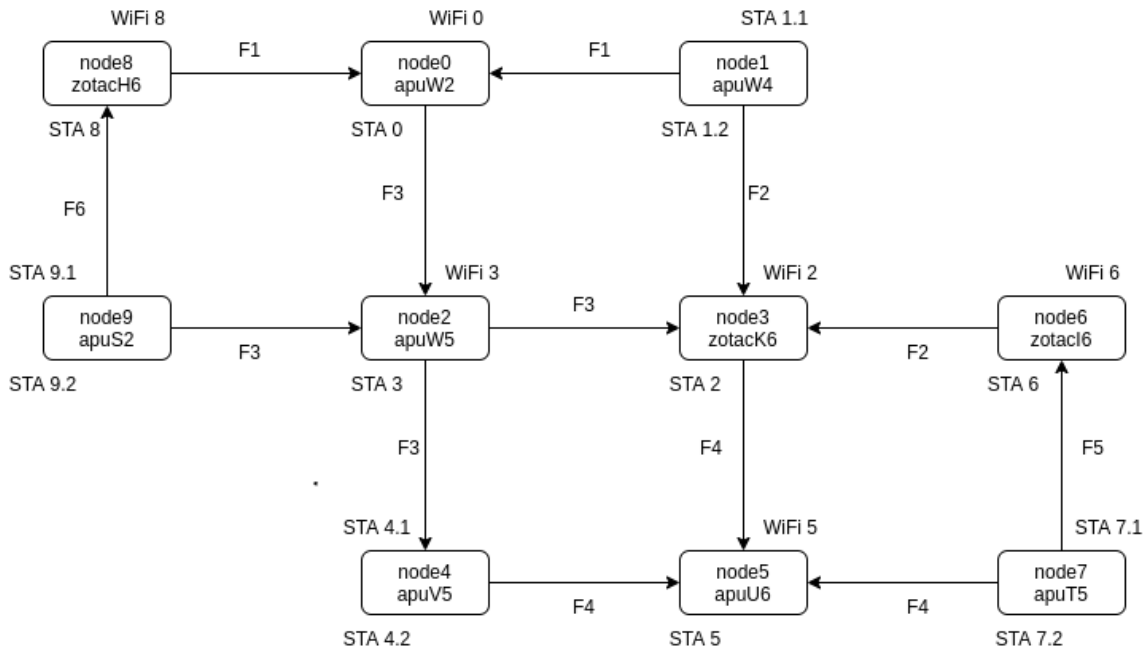 WiFi 8
WiFi 0
STA 1.1
node8
zotacH6
F1
node0
apuW2
F1
node1
apuW4
STA 8
STA 0
STA 1.2
F6
F3
F2
STA 9.1
WiFi 3
WiFi 2
WiFi 6
node9
apuS2
F3
node2
apuW5
F3
node3
zotacK6
F2
node6
zotacI6
STA 9.2
STA 3
STA 2
STA 6
F3
F4
F5
STA 4.1
WiFi 5
STA 7.1
node4
apuV5
F4
node5
apuU6
F4
node7
apuT5
STA 4.2
STA 5
STA 7.2